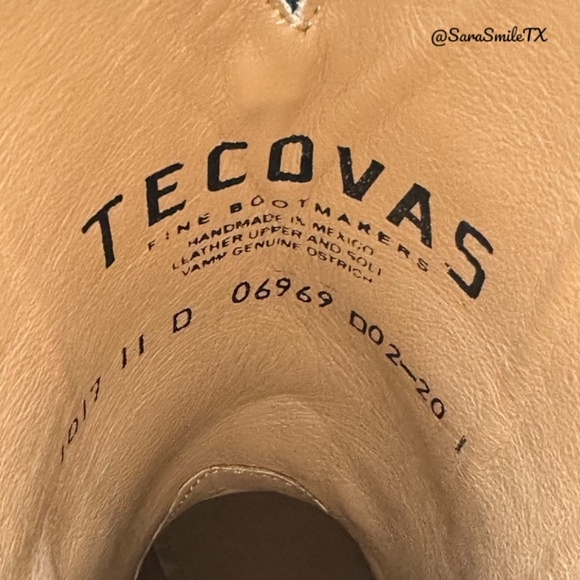 @SaraSmileTX
TECOVAS
FINE BOOTMAKERS
HANDMADE IN MEXICO
LEATHER UPPER AND SOLE
VAMP GENUINE OSTRICH
1017 11 D 06969 D02-20 1